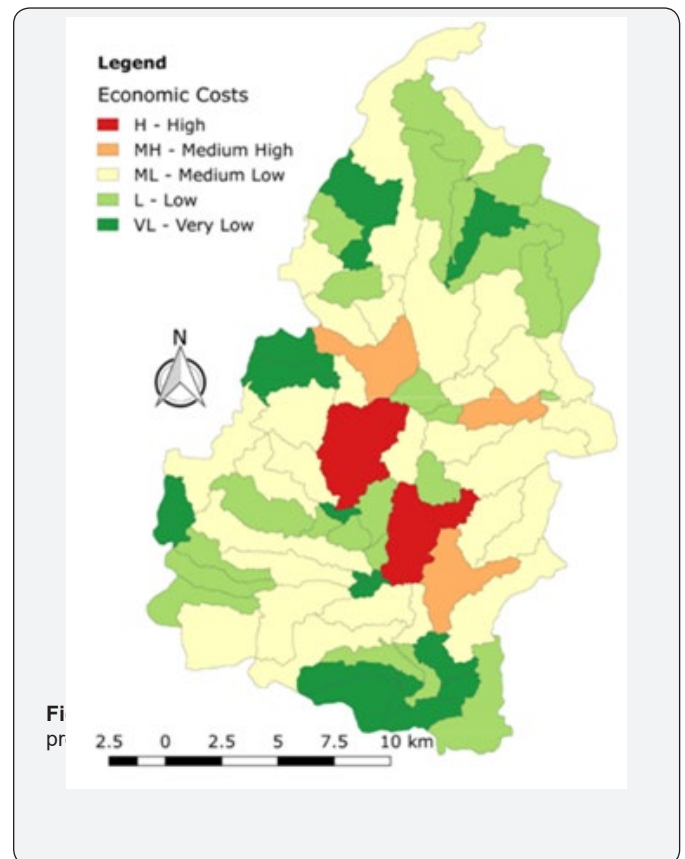 Legend
Economic Costs
H - High
MH - Medium High
ML - Medium Low
L - Low
VL - Very Low
N
2.5 0 2.5 5 7.5 10 km